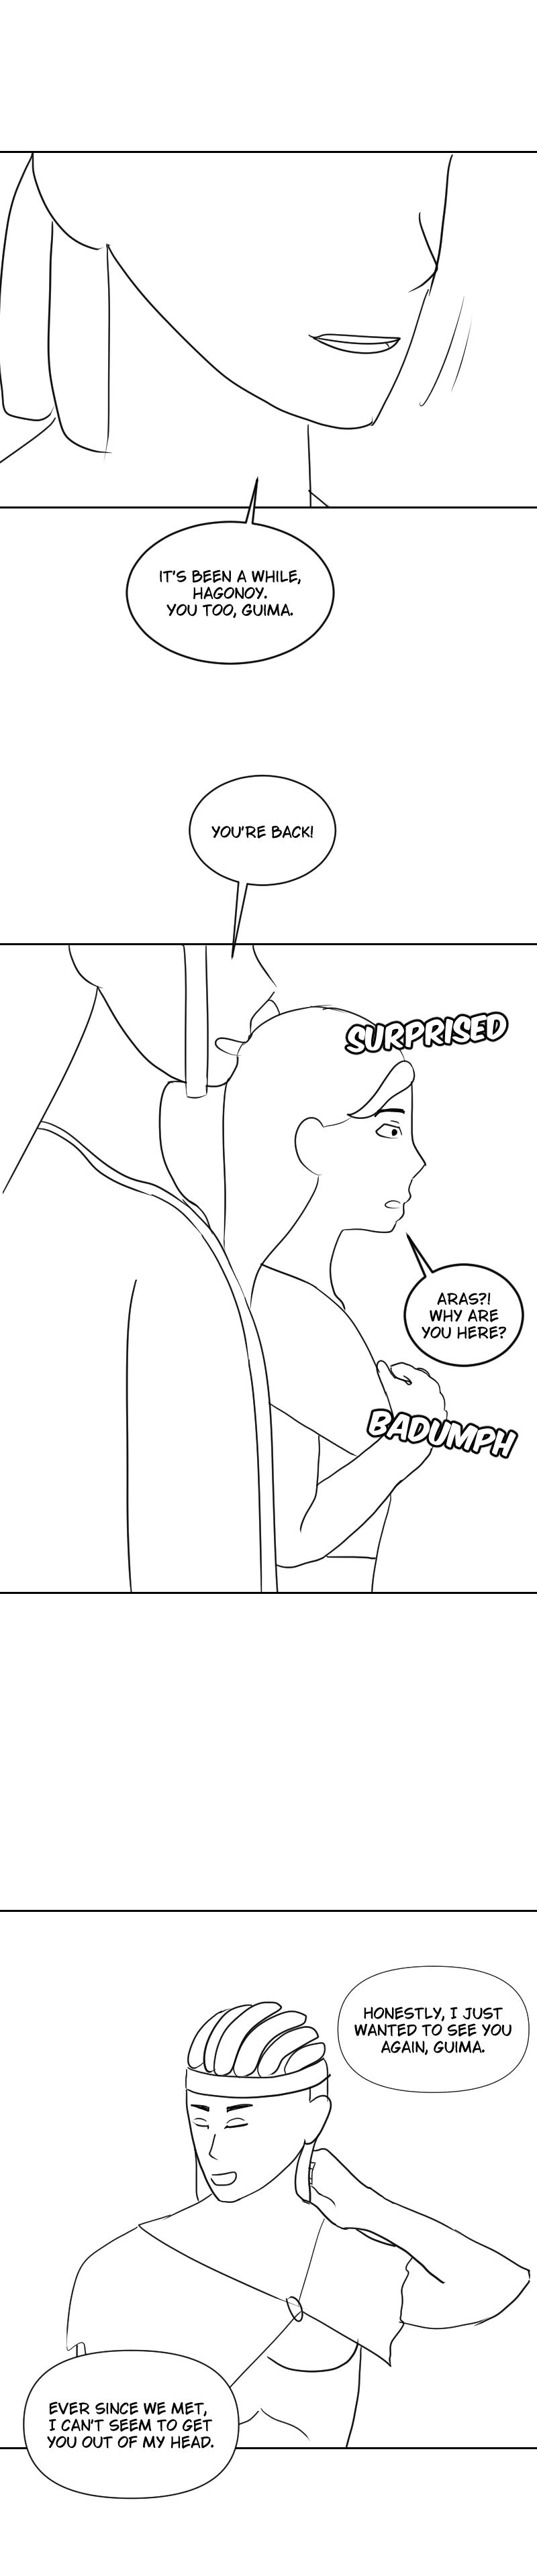 IT'S BEEN A WHILE,
HAGONOY.
YOU TOO, GUIMA.
YOU'RE BACK!
SURPRISED
ARAS?!
WHY ARE
YOU HERE?
BADUMPH
HONESTLY, I JUST
WANTED TO SEE YOU
AGAIN, GUIMA.
EVER SINCE WE MET,
I CAN'T SEEM TO GET
YOU OUT OF MY HEAD.